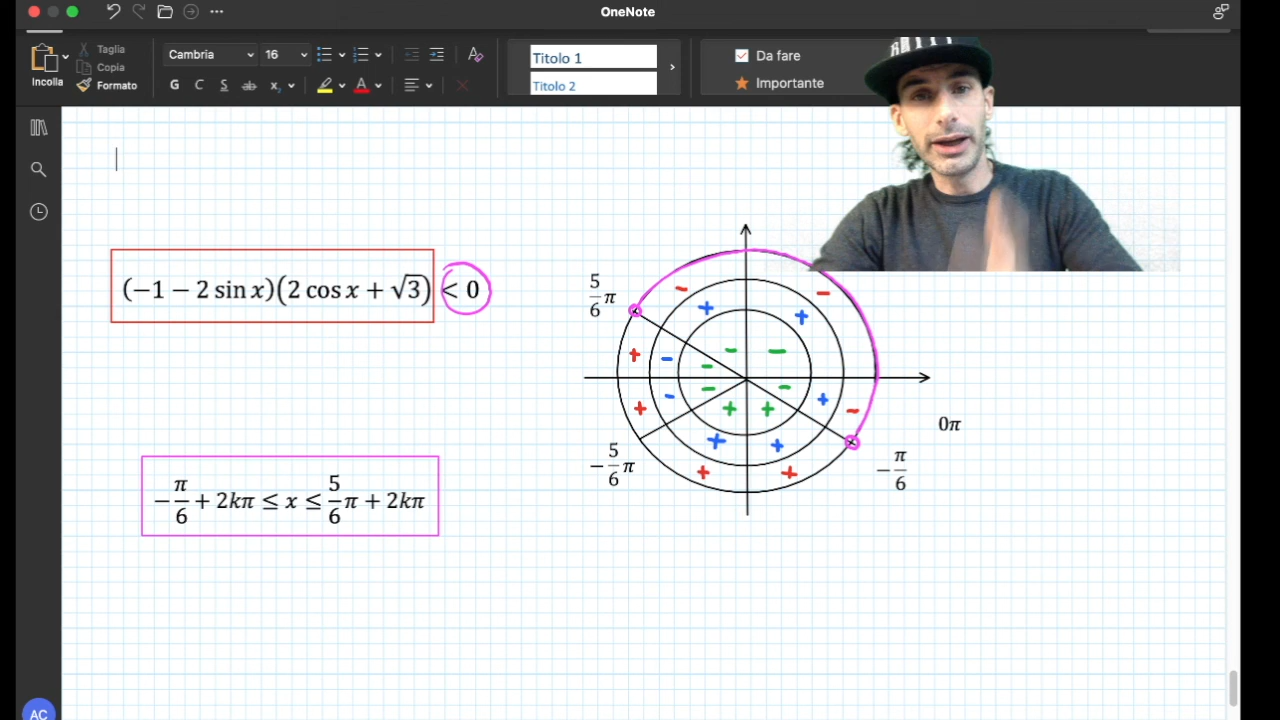 OneNote
Incolla
Taglia
Copia
Formato
Cambria
16
G C S ab x,
A
Titolo 1
Titolo 2
Da fare
Importante
(−1 − 2 sin x)(2 cos x + √3) < 0
−π/6 + 2kπ ≤ x ≤ 5/6 π + 2kπ
5/6 π
− − + + − − − − + − − − + + + − + + + + + +
0π
−5/6 π
−π/6
AC